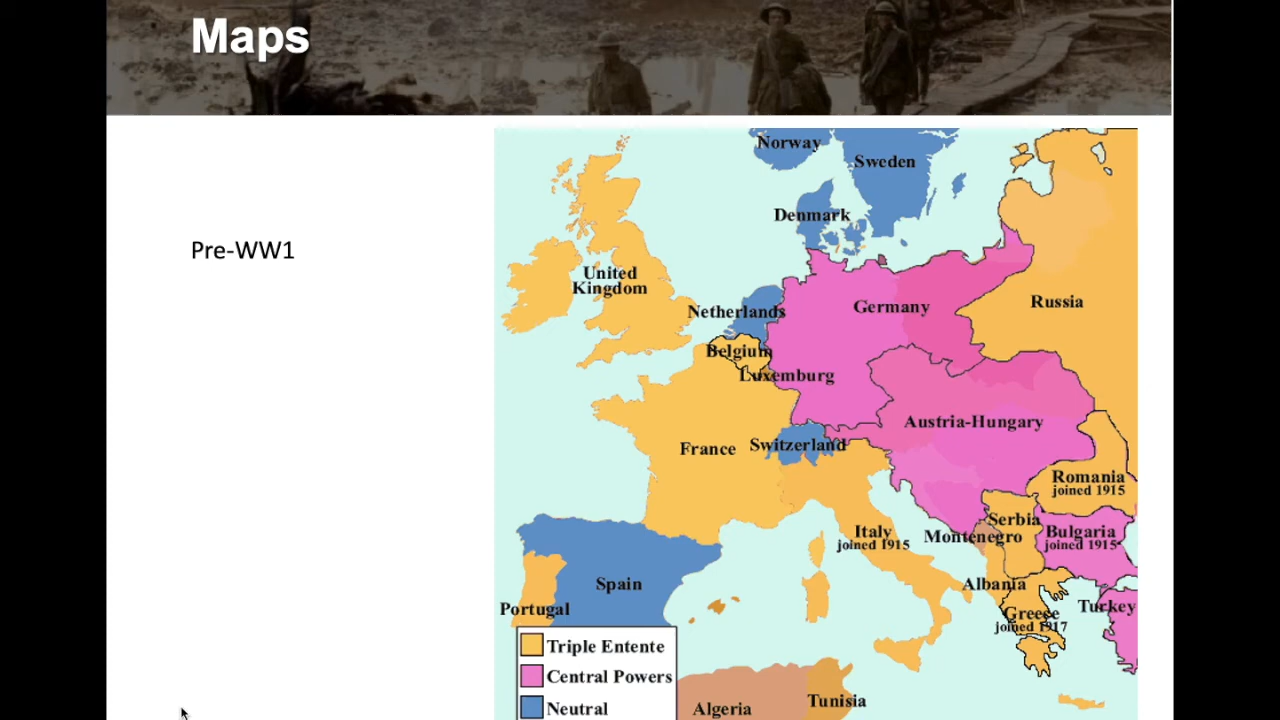 Maps
Pre-WW1
Norway
Sweden
Denmark
United
Kingdom
Netherlands
Germany
Russia
Belgium
Luxemburg
Austria-Hungary
France
Switzerland
Romania
joined 1915
Serbia
Italy
joined 1915
Montenegro
Bulgaria
joined 1915
Spain
Albania
Portugal
Greece
joined 1917
Turkey
Triple Entente
Central Powers
Neutral
Algeria
Tunisia